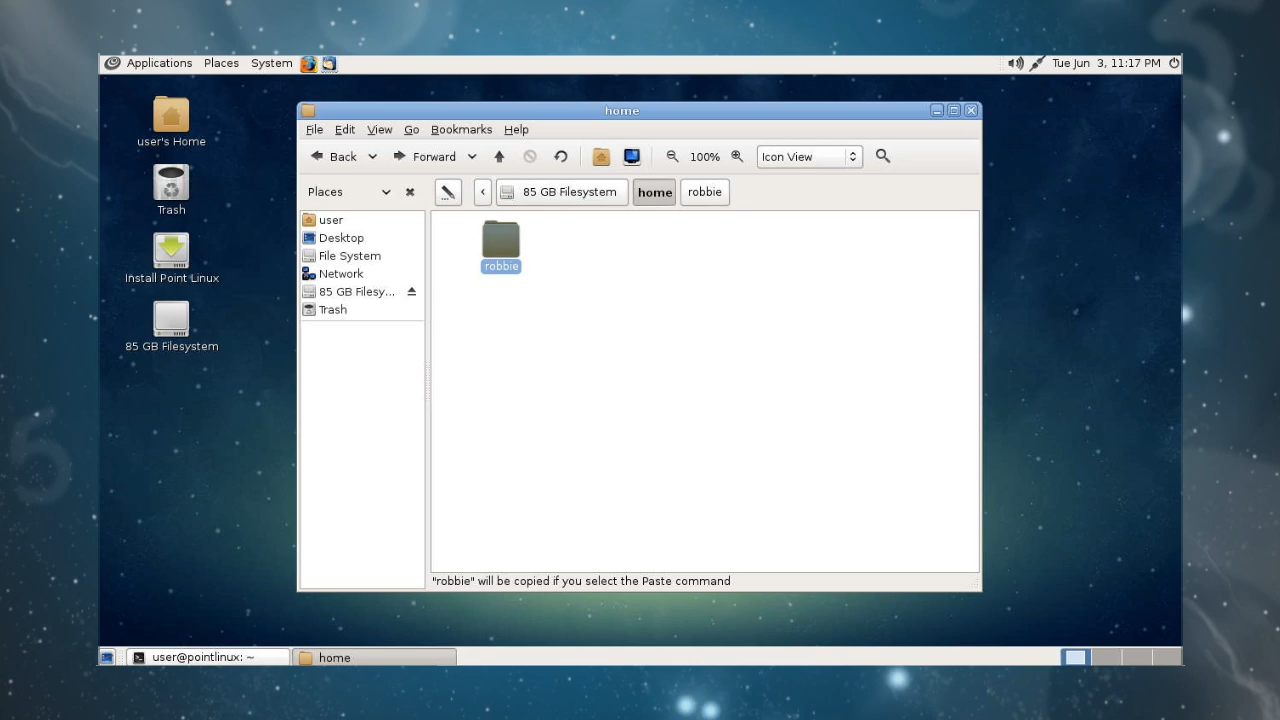 Applications Places System Tue Jun 3, 11:17 PM
user's Home
Trash
Install Point Linux
85 GB Filesystem
home
File Edit View Go Bookmarks Help
Back Forward 100% Icon View
Places 85 GB Filesystem home robbie
user
Desktop
File System
Network
85 GB Filesy...
Trash
robbie
"robbie" will be copied if you select the Paste command
user@pointlinux: ~ home